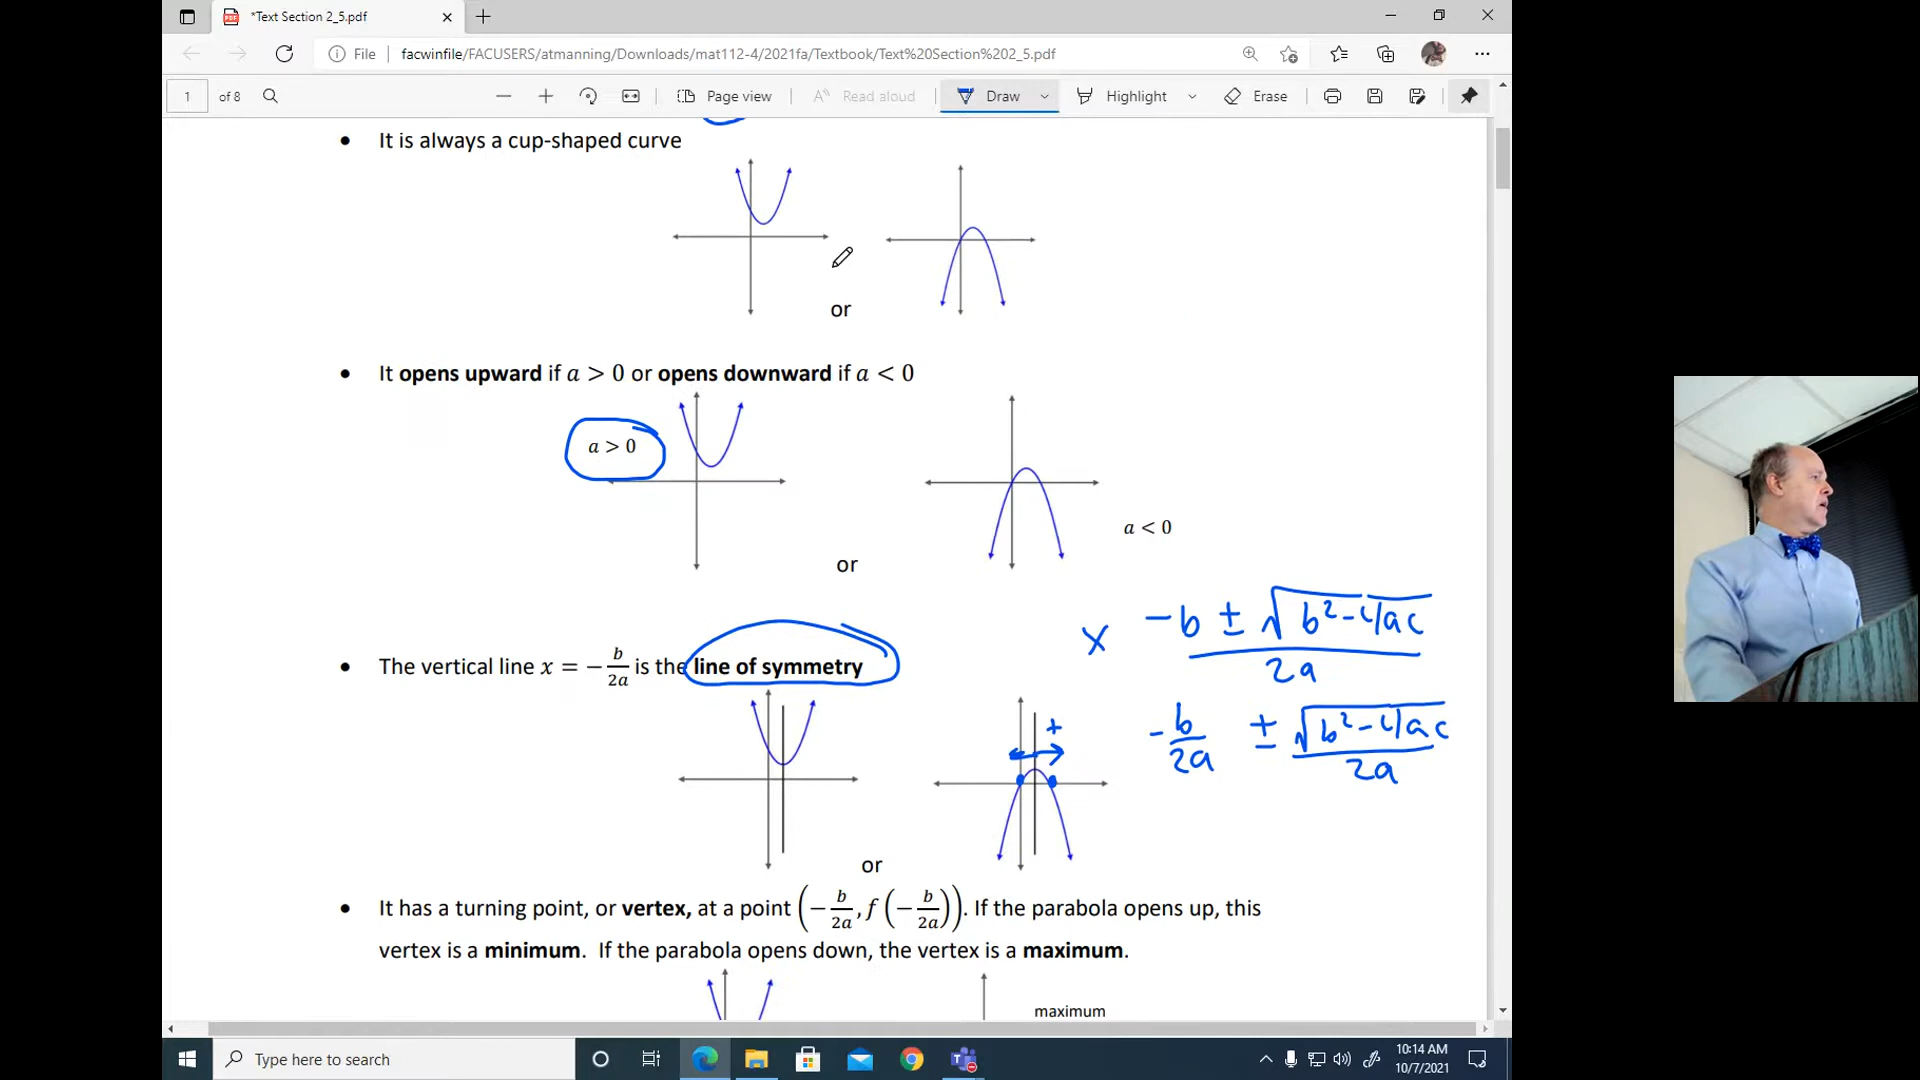 *Text Section 2_5.pdf
File facwinfile/FACUSERS/atmanning/Downloads/mat112-4/2021fa/Textbook/Text%20Section%202_5.pdf
1 of 8 Page view Read aloud Draw Highlight Erase
• It is always a cup-shaped curve
or
• It opens upward if a > 0 or opens downward if a < 0
a > 0
a < 0
or
x -b ± √(b²-4ac) / 2a
• The vertical line x = −b/2a is the line of symmetry
-b/2a ± √(b²-4ac) / 2a
+
or
• It has a turning point, or vertex, at a point (−b/2a, f(−b/2a)). If the parabola opens up, this
vertex is a minimum. If the parabola opens down, the vertex is a maximum.
maximum
Type here to search
10:14 AM
10/7/2021